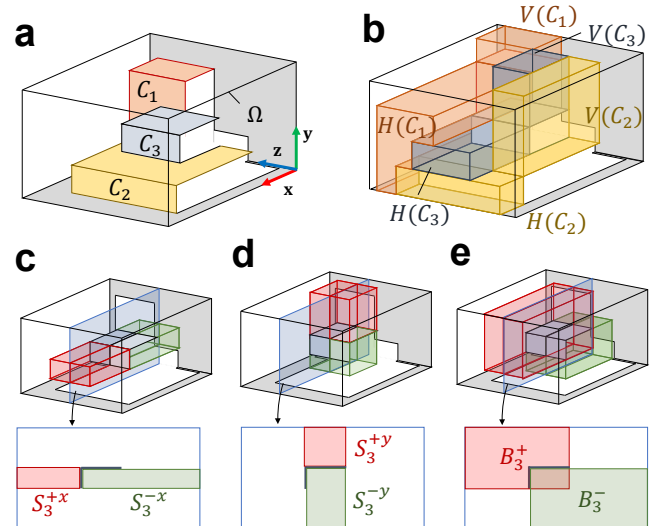 a
b
V(C₁)
V(C₃)
C₁
Ω
C₃
y
z
x
C₂
H(C₁)
V(C₂)
H(C₃)
H(C₂)
c
d
e
S₃⁺ˣ
S₃⁻ˣ
S₃⁺ʸ
S₃⁻ʸ
B₃⁺
B₃⁻